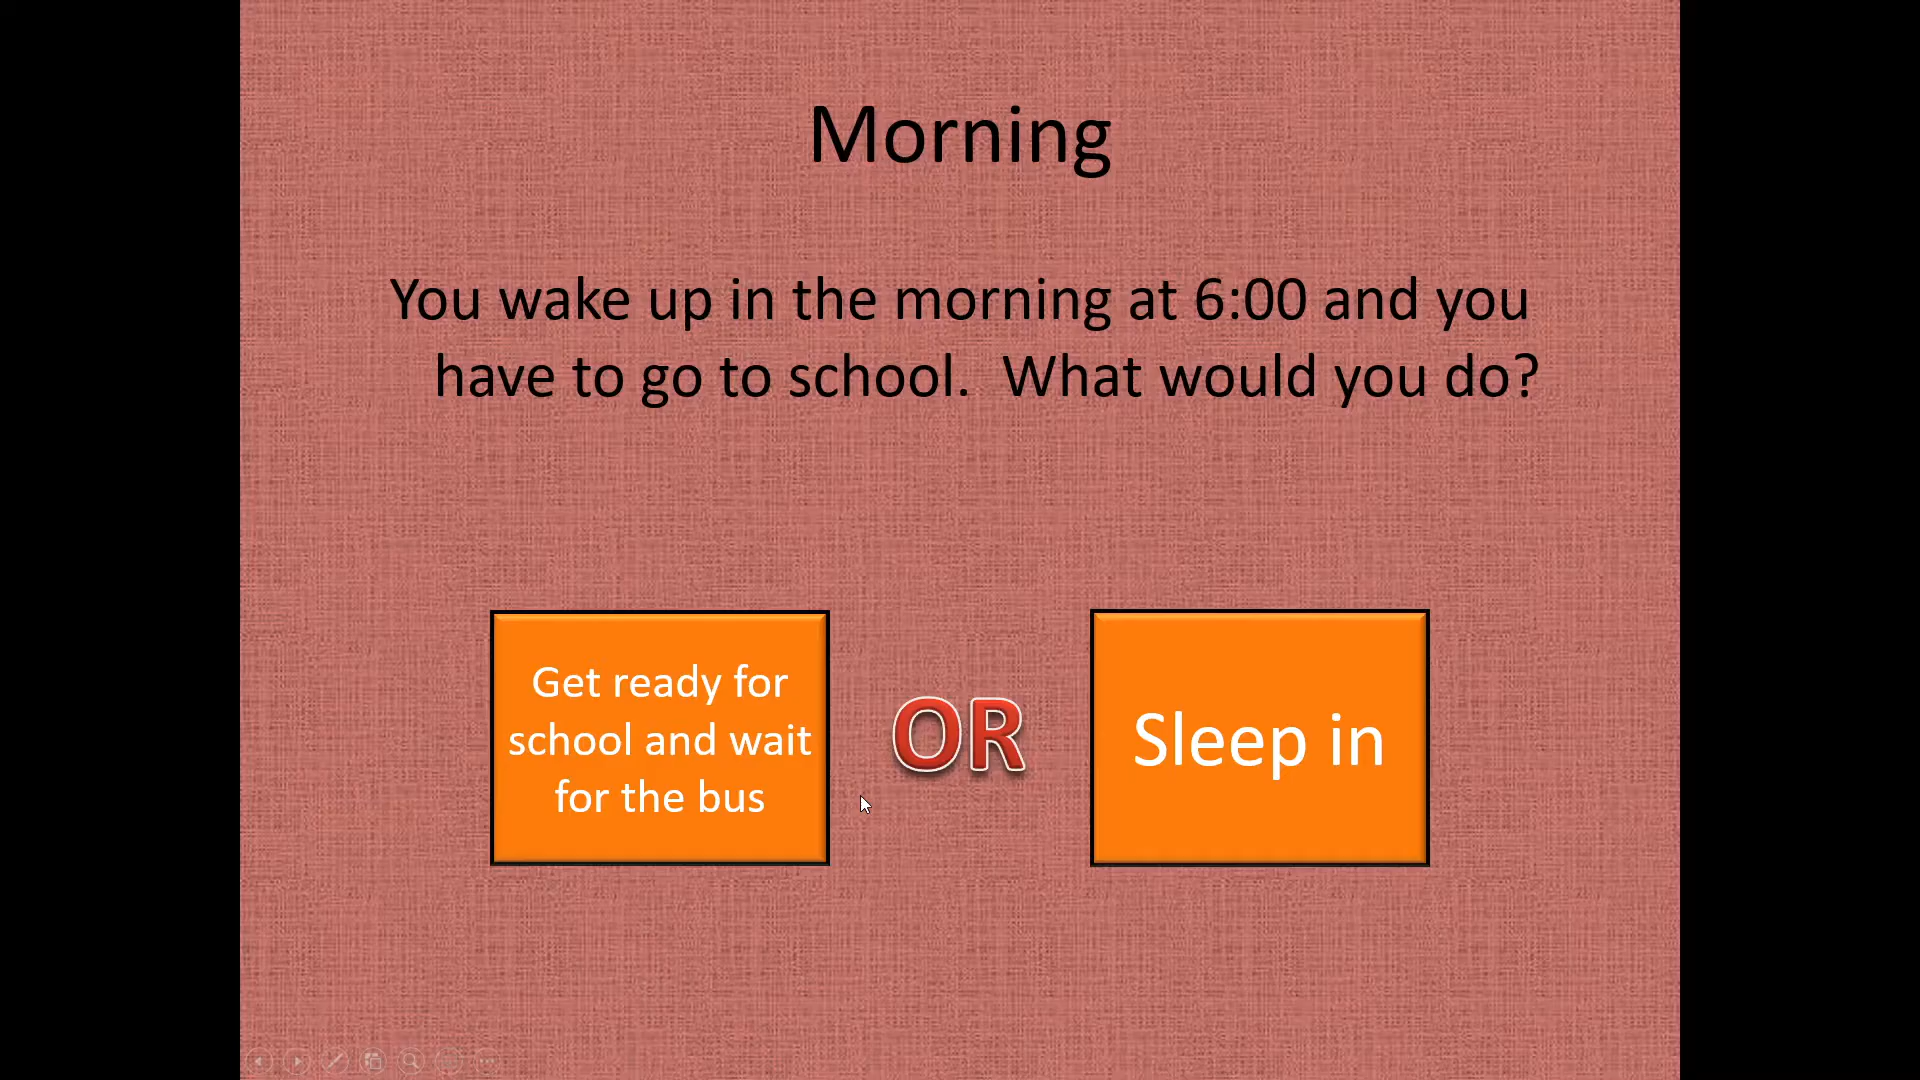 Morning
You wake up in the morning at 6:00 and you
have to go to school.  What would you do?
Get ready for
school and wait
for the bus
OR
Sleep in